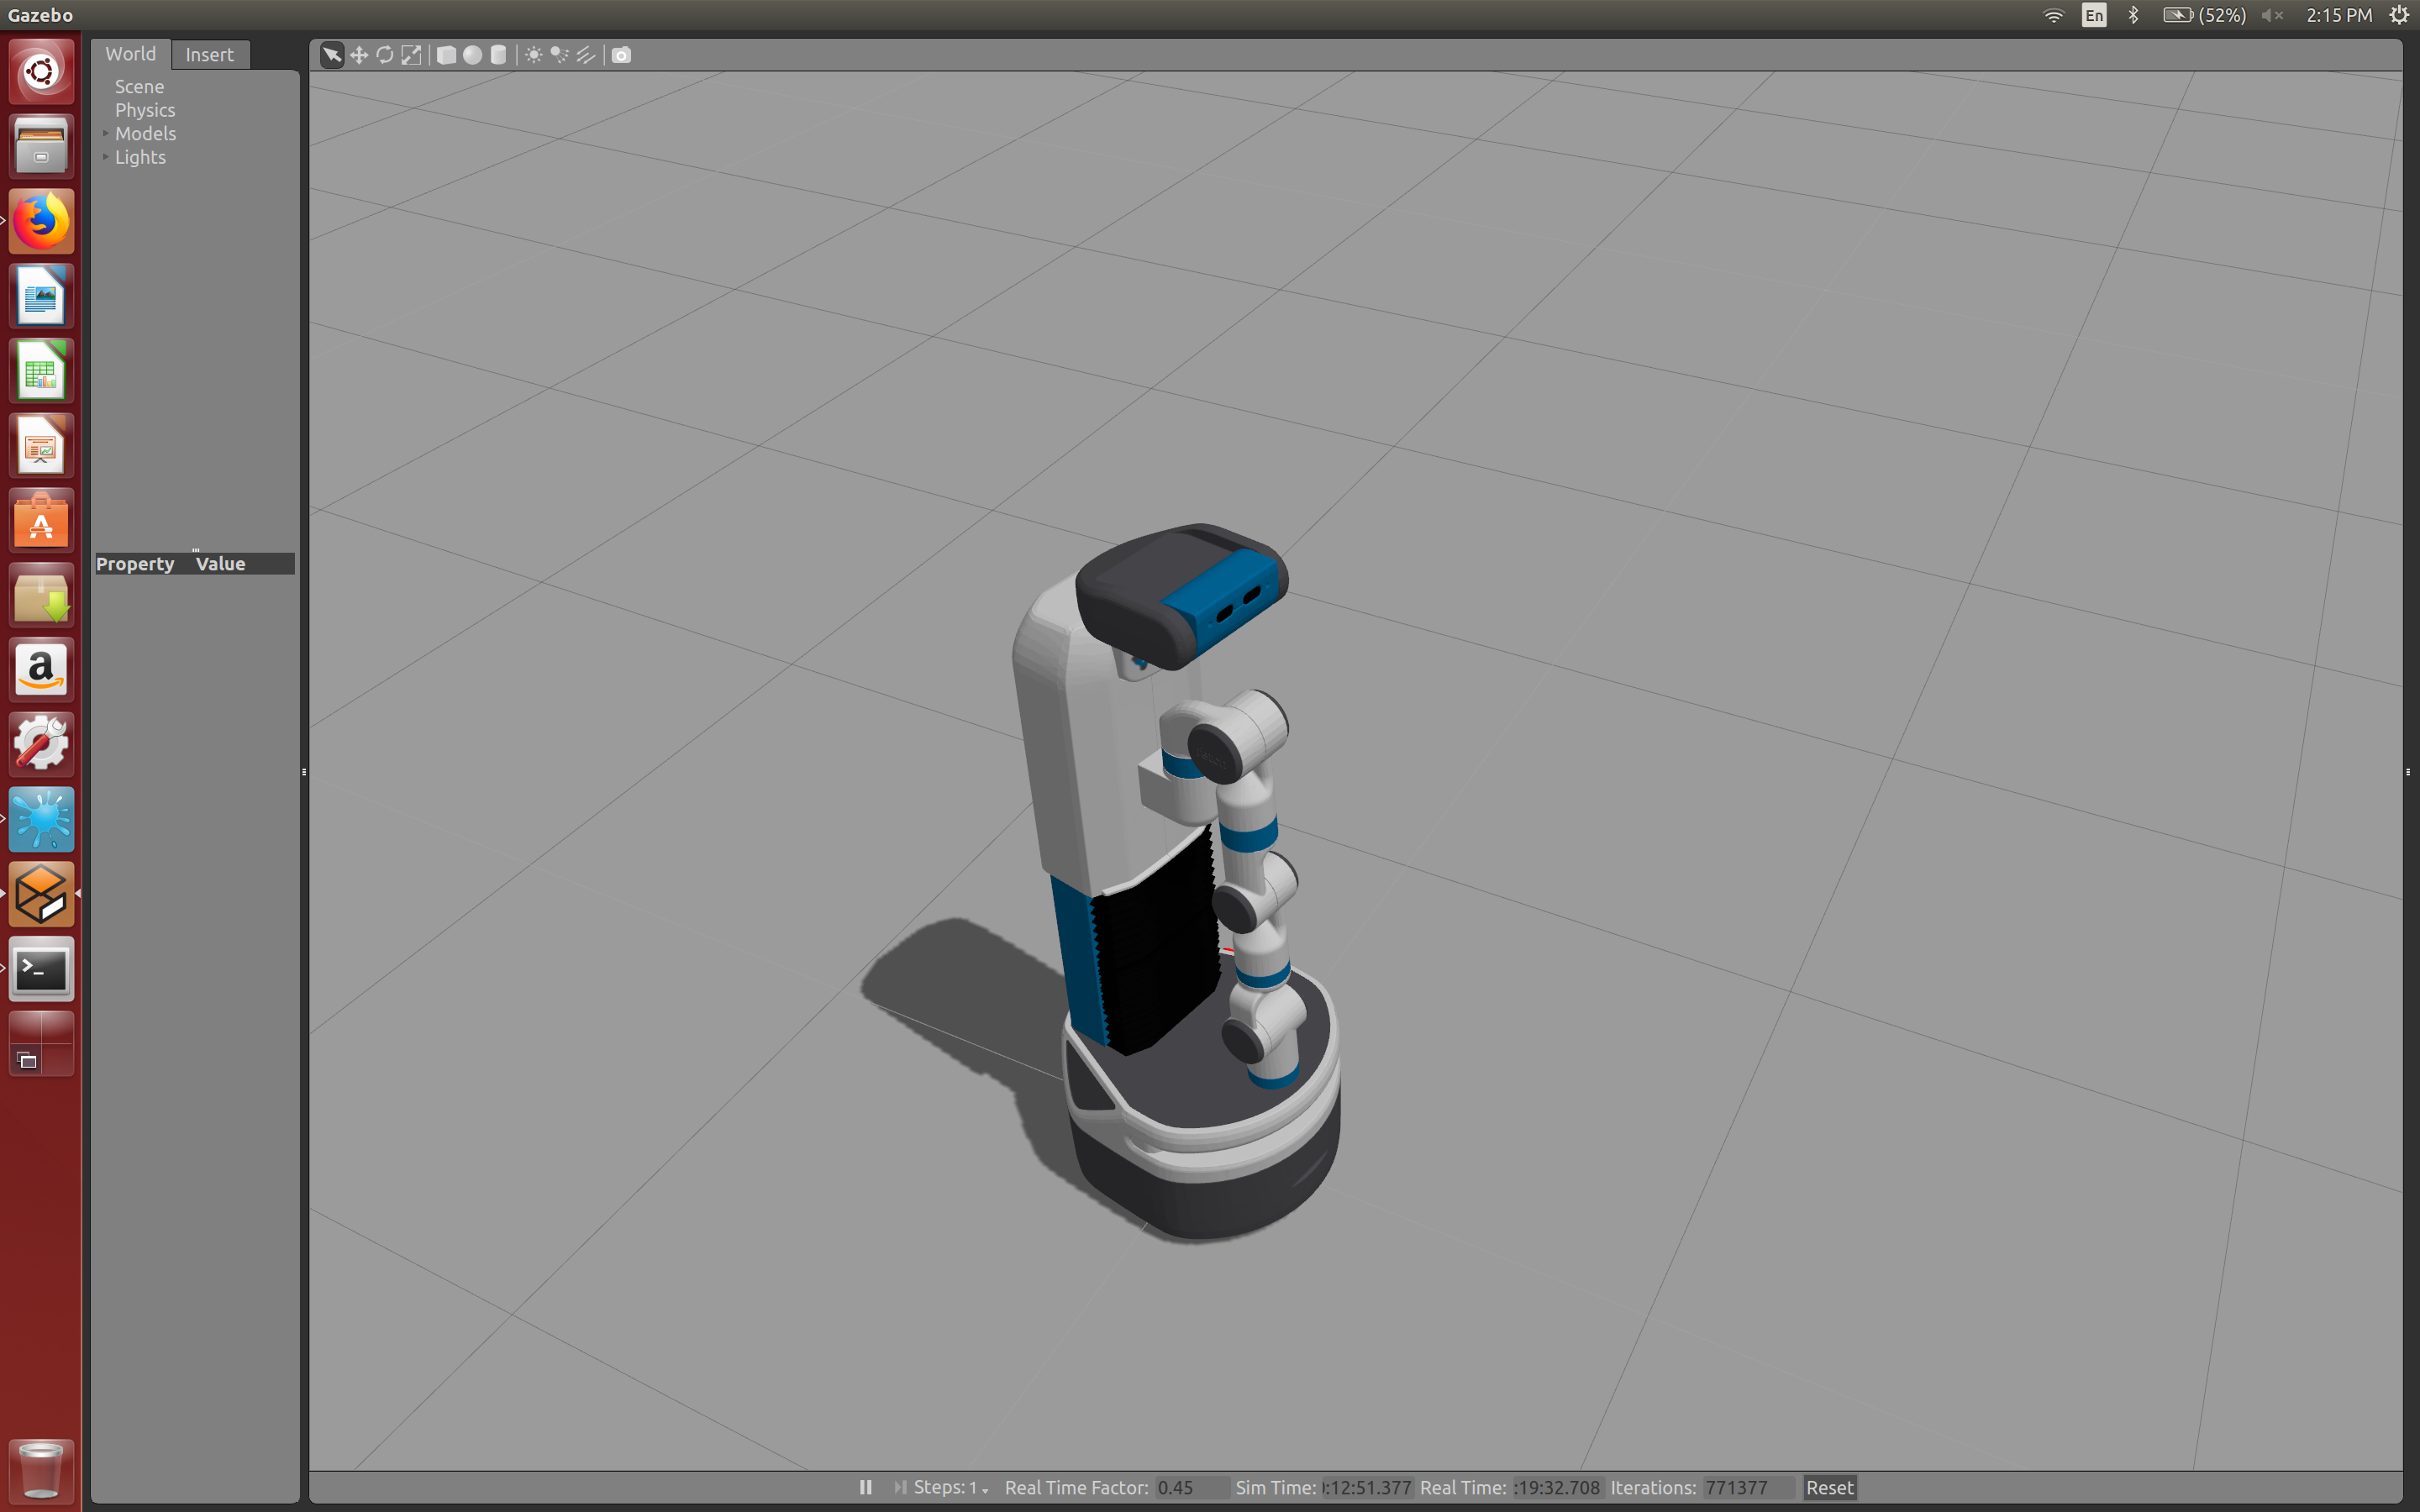 Gazebo
En
(52%)
2:15 PM
World Insert
Scene
Physics
Models
Lights
Property Value
fetch
Steps: 1 Real Time Factor: 0.45 Sim Time: :12:51.377 Real Time: :19:32.708 Iterations: 771377 Reset